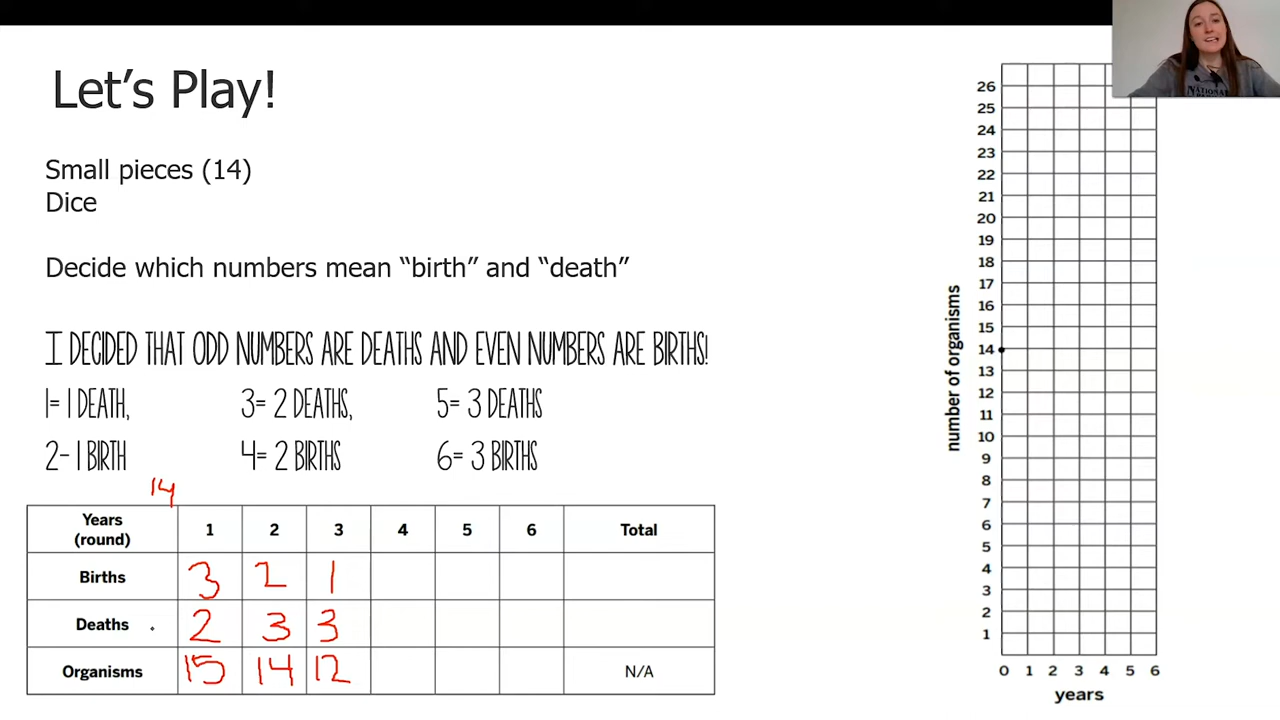 Let's Play!
Small pieces (14)
Dice
Decide which numbers mean “birth” and “death”
I DECIDED THAT ODD NUMBERS ARE DEATHS AND EVEN NUMBERS ARE BIRTHS!
1= 1 DEATH, 3= 2 DEATHS, 5= 3 DEATHS
2- 1 BIRTH 4= 2 BIRTHS 6= 3 BIRTHS
14
Years (round) 1 2 3 4 5 6 Total
Births 3 2 1
Deaths 2 3 3
Organisms 15 14 12 N/A
number of organisms
26
25
24
23
22
21
20
19
18
17
16
15
14
13
12
11
10
9
8
7
6
5
4
3
2
1
0 1 2 3 4 5 6
years